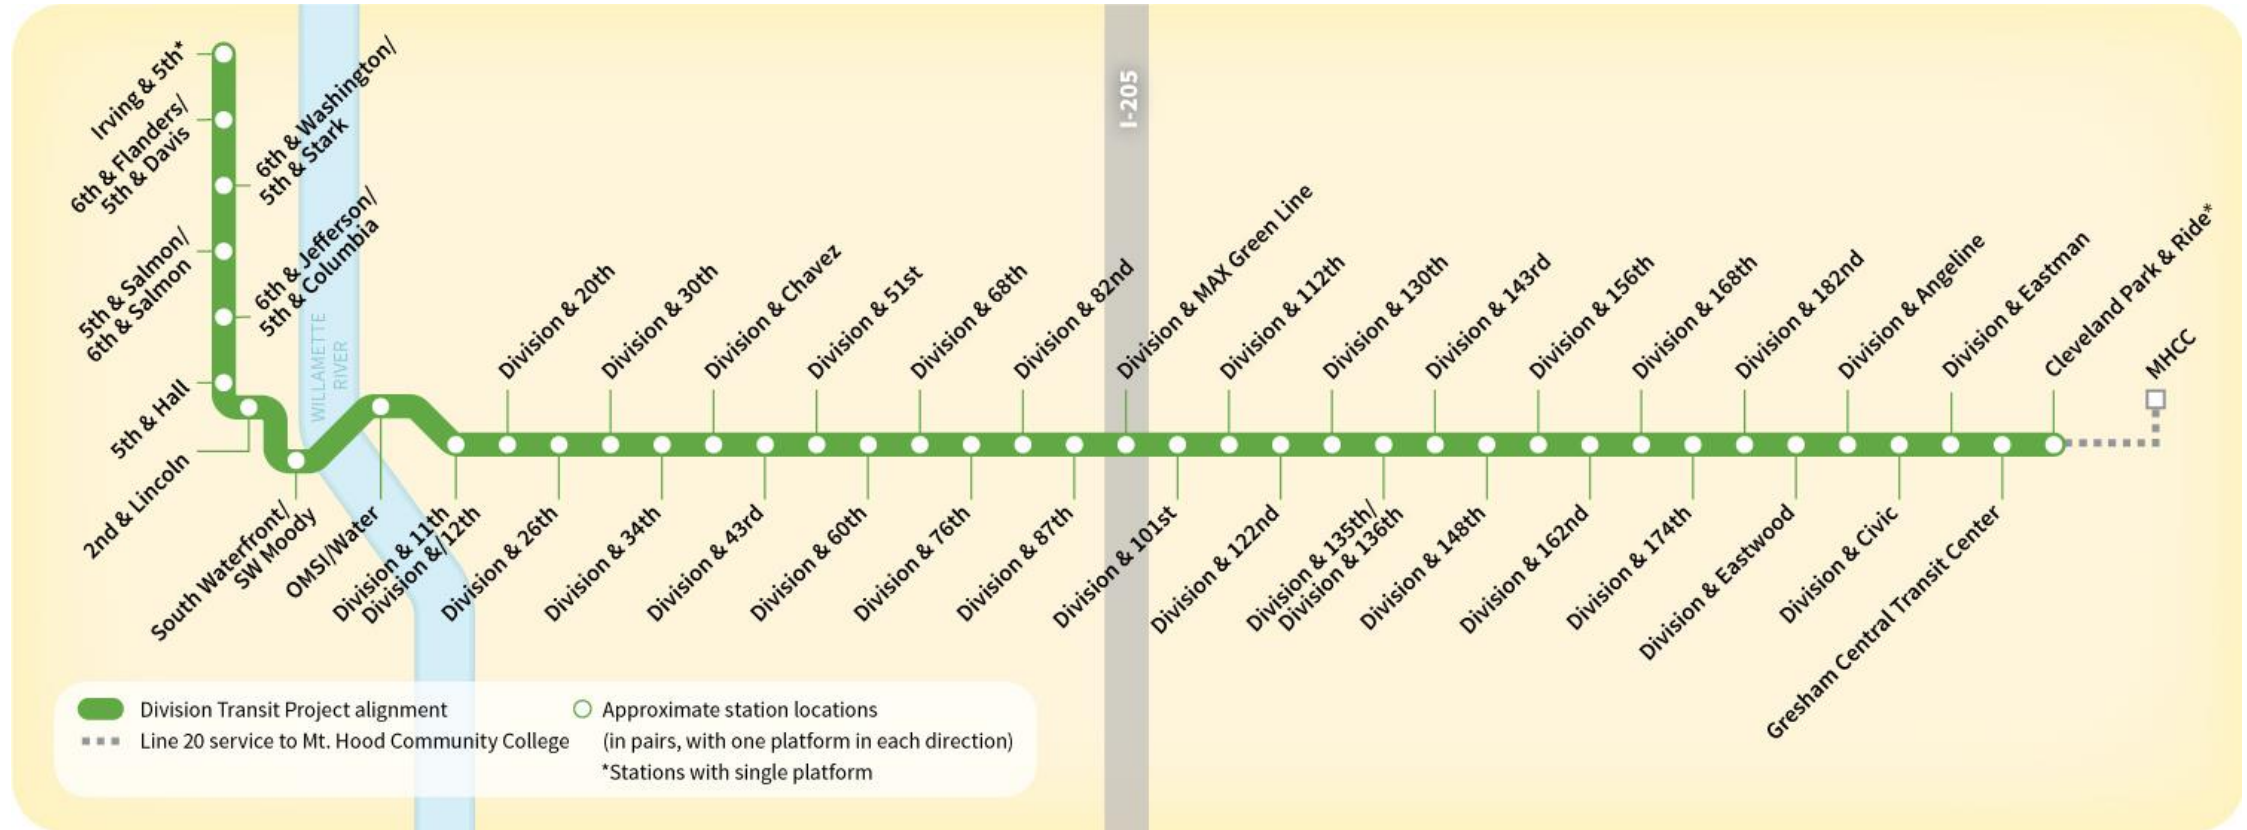 Irving & 5th*
6th & Flanders/
5th & Davis
6th & Washington/
5th & Stark
5th & Salmon/
6th & Salmon
6th & Jefferson/
5th & Columbia
5th & Hall
2nd & Lincoln
South Waterfront/
SW Moody
WILLAMETTE
RIVER
OMSI/Water
Division & 11th
Division &/12th
Division & 20th
Division & 26th
Division & 30th
Division & 34th
Division & Chavez
Division & 43rd
Division & 51st
Division & 60th
Division & 68th
Division & 76th
Division & 82nd
Division & 87th
I-205
Division & MAX Green Line
Division & 101st
Division & 112th
Division & 122nd
Division & 130th
Division & 135th/
Division & 136th
Division & 143rd
Division & 148th
Division & 156th
Division & 162nd
Division & 168th
Division & 174th
Division & 182nd
Division & Eastwood
Division & Angeline
Division & Civic
Division & Eastman
Gresham Central Transit Center
Cleveland Park & Ride*
MHCC
Division Transit Project alignment
Line 20 service to Mt. Hood Community College
Approximate station locations
(in pairs, with one platform in each direction)
*Stations with single platform